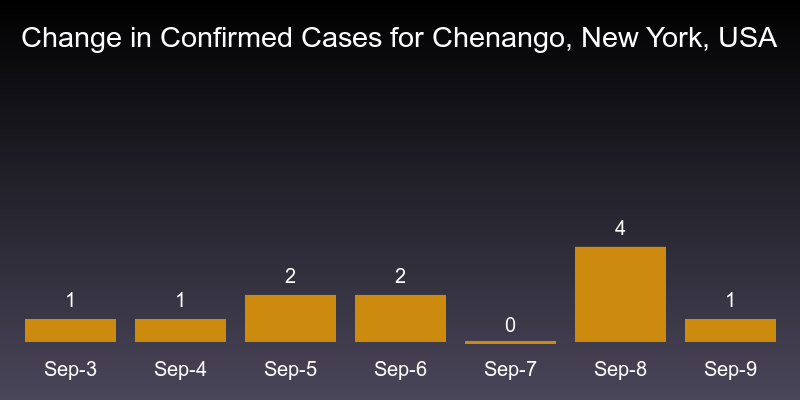 Change in Confirmed Cases for Chenango, New York, USA
4
2 2
1 1 1
0
Sep-3 Sep-4 Sep-5 Sep-6 Sep-7 Sep-8 Sep-9